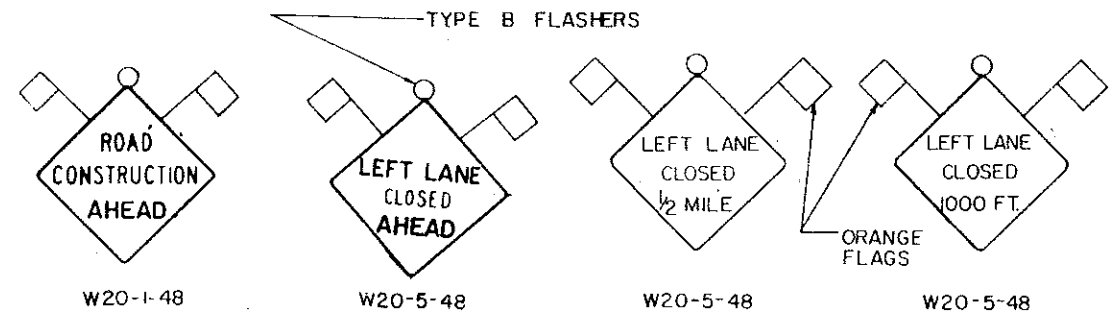 TYPE B FLASHERS
ROAD
CONSTRUCTION
AHEAD
LEFT LANE
CLOSED
AHEAD
LEFT LANE
CLOSED
1/2 MILE
LEFT LANE
CLOSED
1000 FT.
ORANGE
FLAGS
W20-1-48
W20-5-48
W20-5-48
W20-5-48